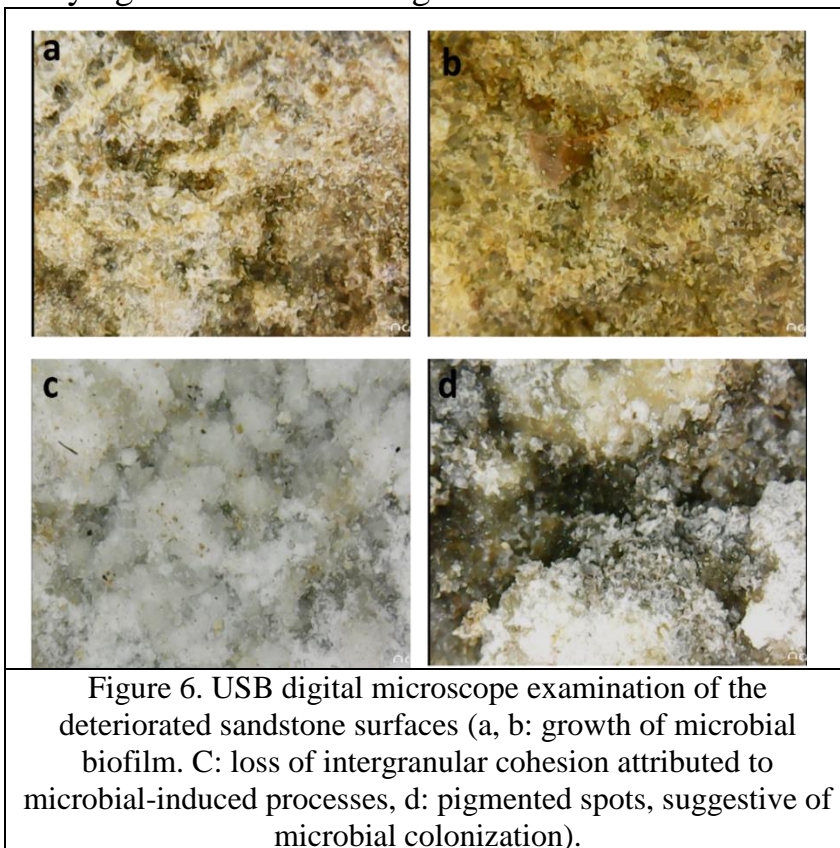 a
b
c
d
Figure 6. USB digital microscope examination of the
deteriorated sandstone surfaces (a, b: growth of microbial
biofilm. C: loss of intergranular cohesion attributed to
microbial-induced processes, d: pigmented spots, suggestive of
microbial colonization).